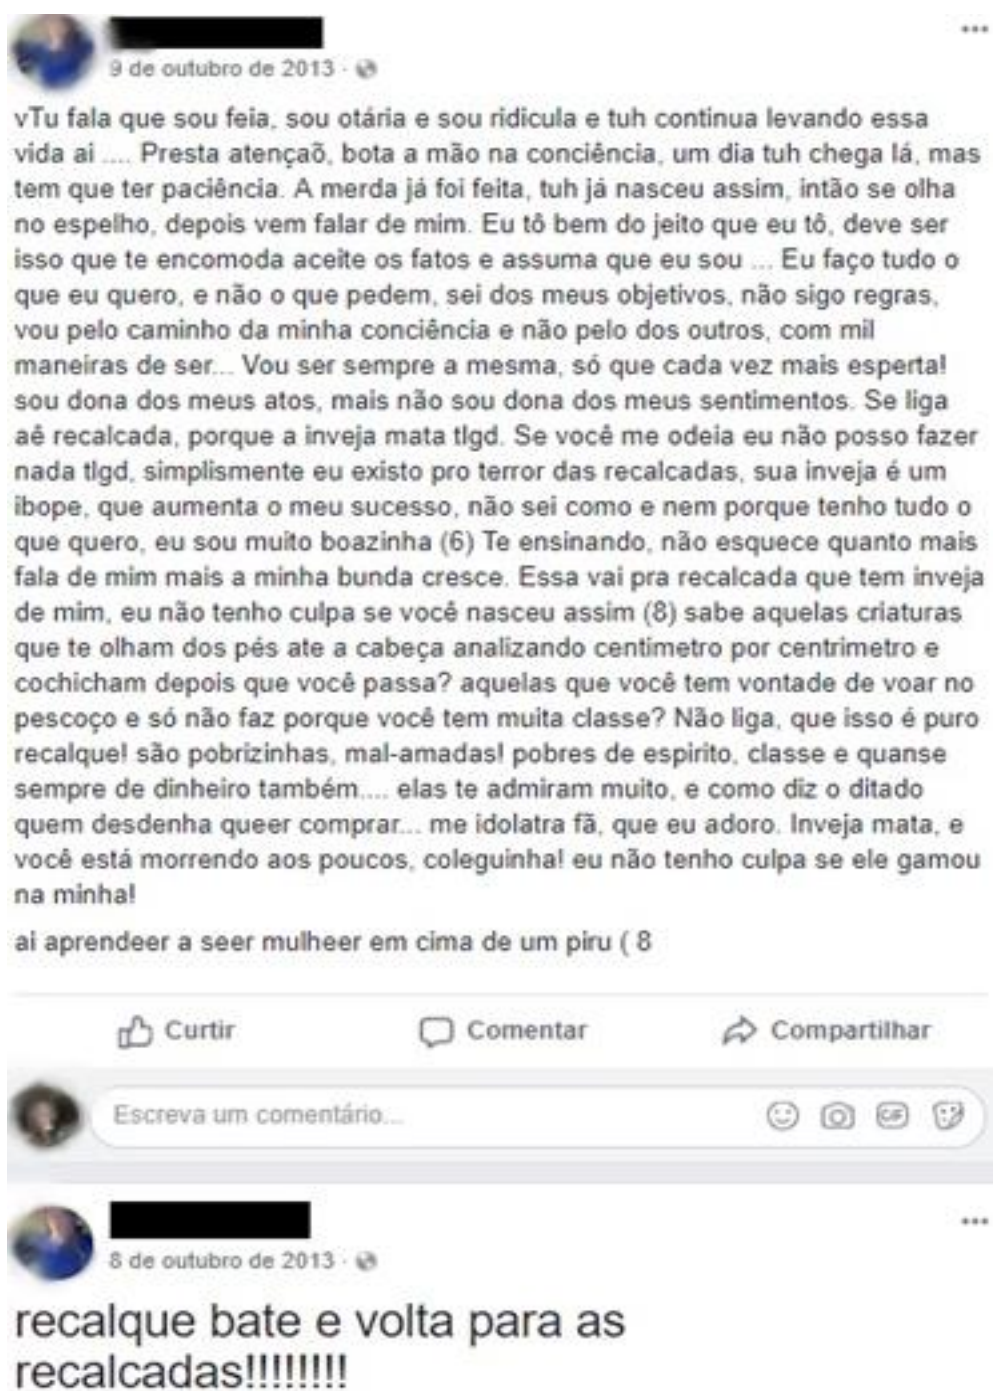 9 de outubro de 2013 ·
vTu fala que sou feia, sou otária e sou ridicula e tuh continua levando essa
vida ai .... Presta atençaõ, bota a mão na conciência, um dia tuh chega lá, mas
tem que ter paciência. A merda já foi feita, tuh já nasceu assim, intão se olha
no espelho, depois vem falar de mim. Eu tô bem do jeito que eu tô, deve ser
isso que te encomoda aceite os fatos e assuma que eu sou ... Eu faço tudo o
que eu quero, e não o que pedem, sei dos meus objetivos, não sigo regras,
vou pelo caminho da minha conciência e não pelo dos outros, com mil
maneiras de ser... Vou ser sempre a mesma, só que cada vez mais esperta!
sou dona dos meus atos, mais não sou dona dos meus sentimentos. Se liga
aê recalcada, porque a inveja mata tlgd. Se você me odeia eu não posso fazer
nada tlgd, simplismente eu existo pro terror das recalcadas, sua inveja é um
ibope, que aumenta o meu sucesso, não sei como e nem porque tenho tudo o
que quero, eu sou muito boazinha (6) Te ensinando, não esquece quanto mais
fala de mim mais a minha bunda cresce. Essa vai pra recalcada que tem inveja
de mim, eu não tenho culpa se você nasceu assim (8) sabe aquelas criaturas
que te olham dos pés ate a cabeça analizando centimetro por centrimetro e
cochicham depois que você passa? aquelas que você tem vontade de voar no
pescoço e só não faz porque você tem muita classe? Não liga, que isso é puro
recalque! são pobrizinhas, mal-amadas! pobres de espirito, classe e quanse
sempre de dinheiro também.... elas te admiram muito, e como diz o ditado
quem desdenha queer comprar... me idolatra fã, que eu adoro. Inveja mata, e
você está morrendo aos poucos, coleguinha! eu não tenho culpa se ele gamou
na minha!
ai aprendeer a seer mulheer em cima de um piru ( 8
Curtir Comentar Compartilhar
Escreva um comentário... GIF
8 de outubro de 2013 ·
recalque bate e volta para as
recalcadas!!!!!!!!